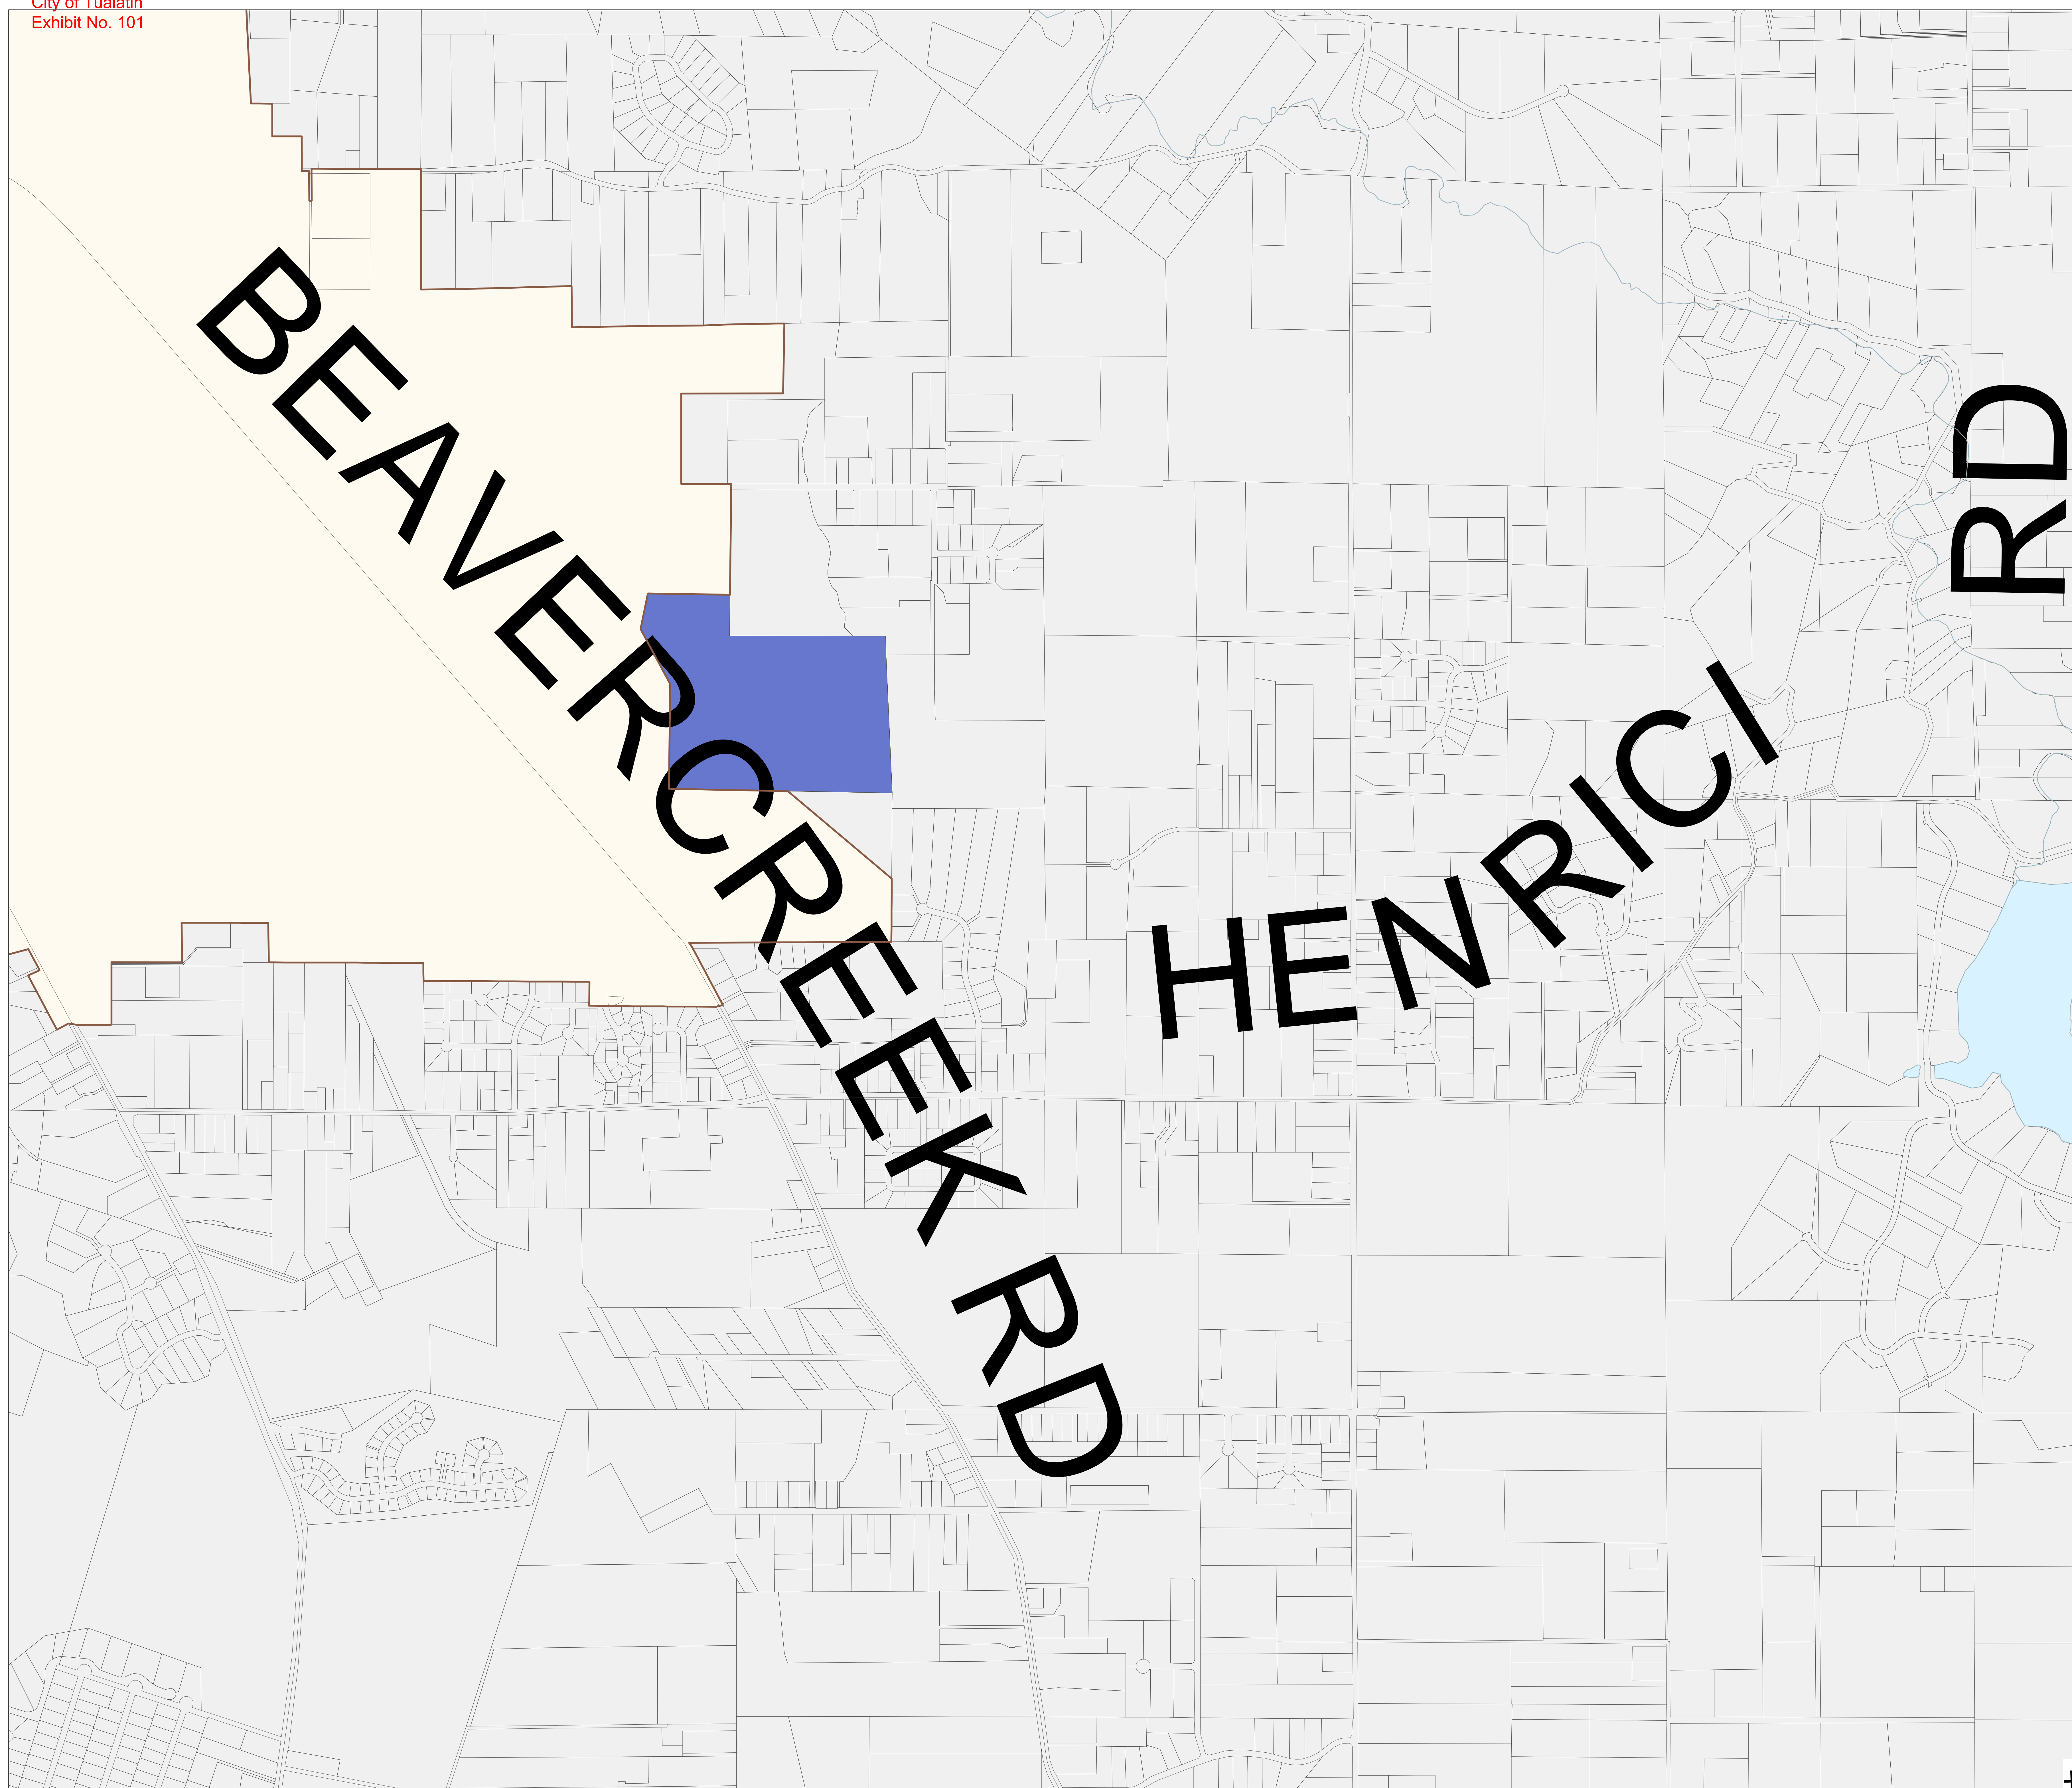 City of Tualatin
Exhibit No. 101
BEAVERCREEK RD
HENRICI
RD